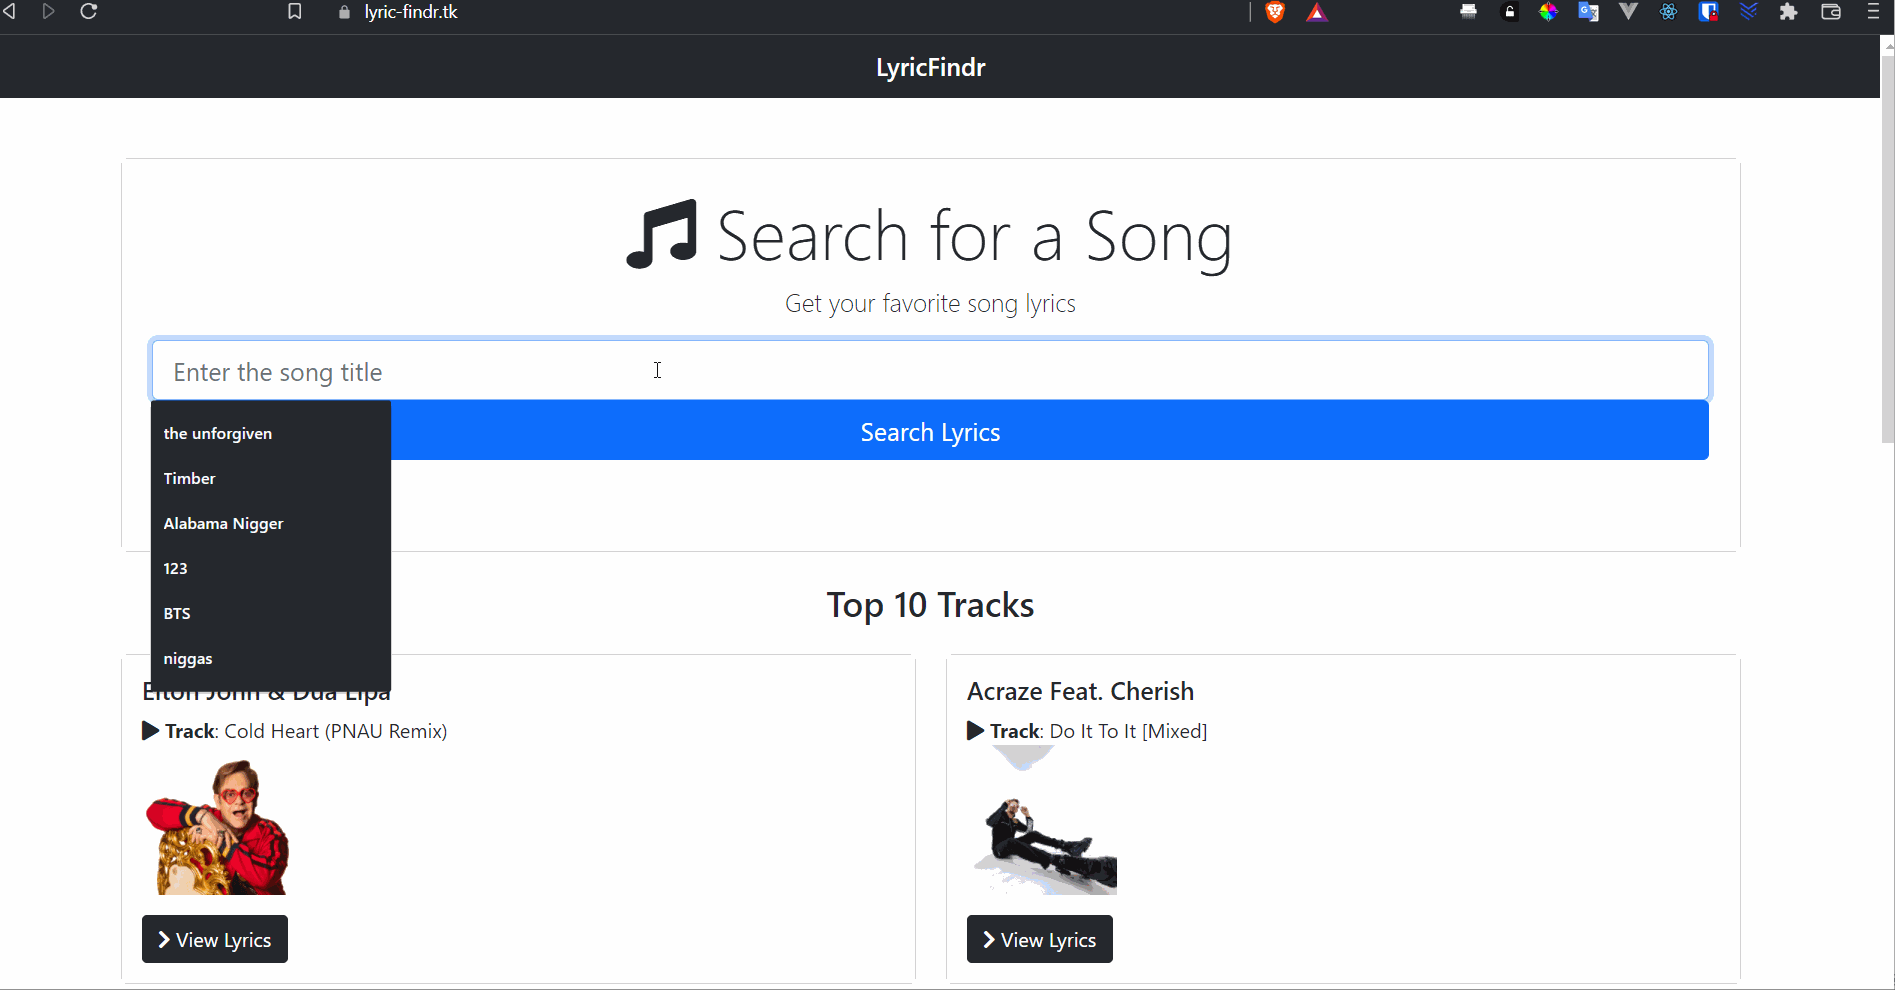 lyric-findr.tk
LyricFindr
Search for a Song
Get your favorite song lyrics
Enter the song title
Search Lyrics
the unforgiven
Timber
Alabama Nigger
123
BTS
niggas
Top 10 Tracks
Elton John & Dua Lipa
Track: Cold Heart (PNAU Remix)
View Lyrics
Acraze Feat. Cherish
Track: Do It To It [Mixed]
View Lyrics